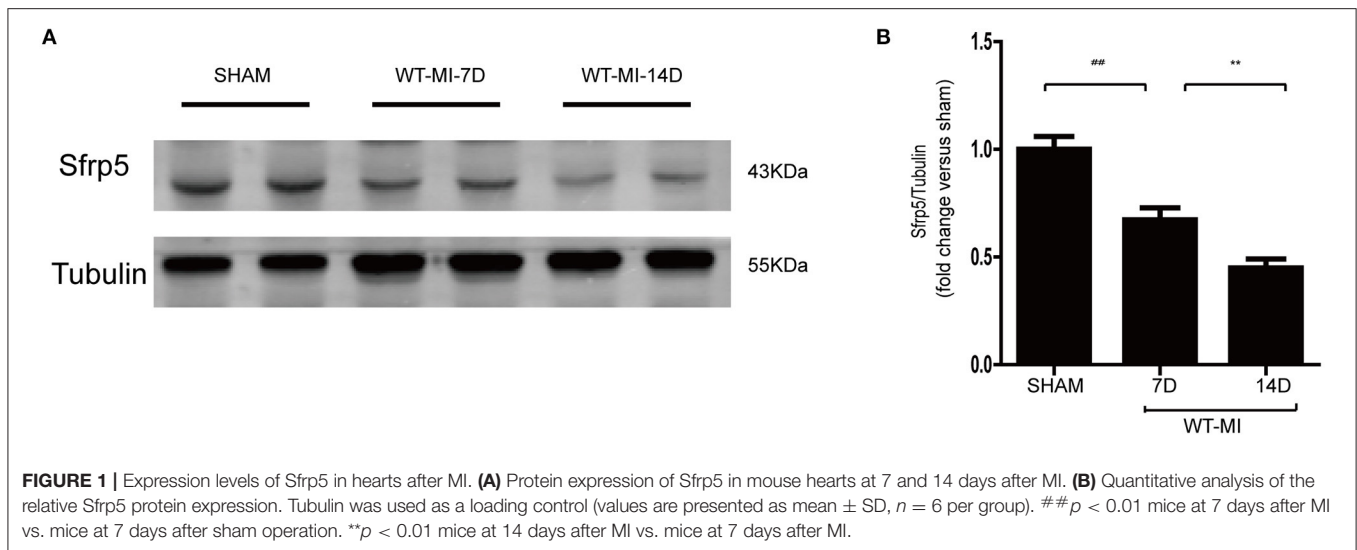 A
SHAM WT-MI-7D WT-MI-14D
Sfrp5
43KDa
Tubulin
55KDa
B
Sfrp5/Tubulin
(fold change versus sham)
1.5
1.0
0.5
0.0
## **
SHAM 7D 14D
WT-MI
FIGURE 1 | Expression levels of Sfrp5 in hearts after MI. (A) Protein expression of Sfrp5 in mouse hearts at 7 and 14 days after MI. (B) Quantitative analysis of the
relative Sfrp5 protein expression. Tubulin was used as a loading control (values are presented as mean ± SD, n = 6 per group). ##p < 0.01 mice at 7 days after MI
vs. mice at 7 days after sham operation. **p < 0.01 mice at 14 days after MI vs. mice at 7 days after MI.